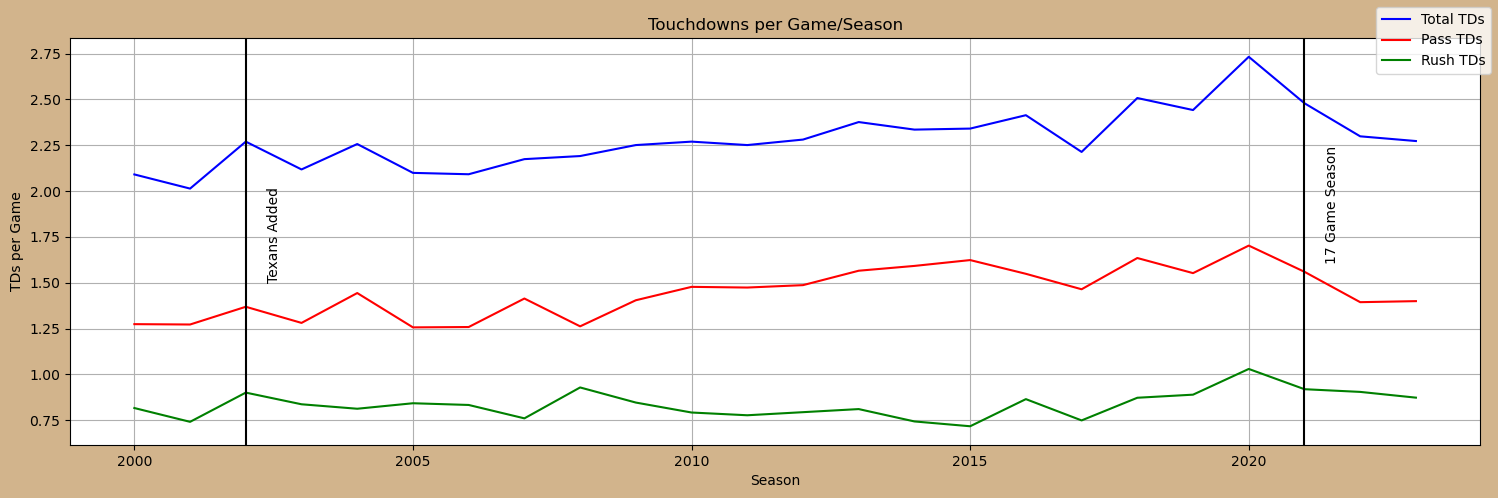 Touchdowns per Game/Season
Total TDs
Pass TDs
Rush TDs
TDs per Game
2.75
2.50
2.25
2.00
1.75
1.50
1.25
1.00
0.75
Texans Added
17 Game Season
2000
2005
2010
2015
2020
Season